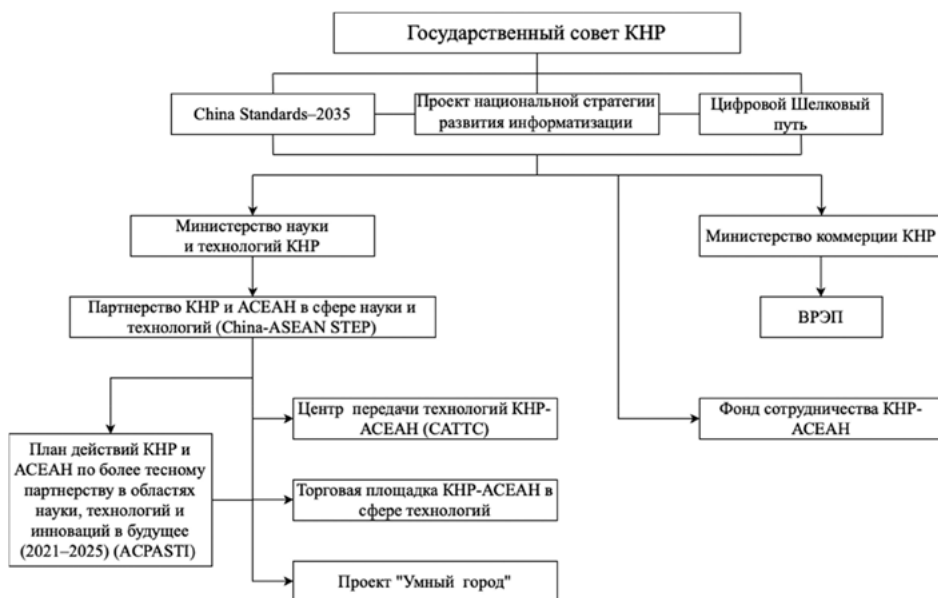 Государственный совет КНР
China Standards–2035
Проект национальной стратегии
развития информатизации
Цифровой Шелковый
путь
Министерство науки
и технологий КНР
Министерство коммерции КНР
Партнерство КНР и АСЕАН в сфере науки и
технологий (China-ASEAN STEP)
ВРЭП
Центр передачи технологий КНР-
АСЕАН (CATTC)
Фонд сотрудничества КНР-
АСЕАН
План действий КНР и
АСЕАН по более тесному
партнерству в областях
науки, технологий и
инноваций в будущее
(2021–2025) (ACPASTI)
Торговая площадка КНР-АСЕАН в
сфере технологий
Проект "Умный город"